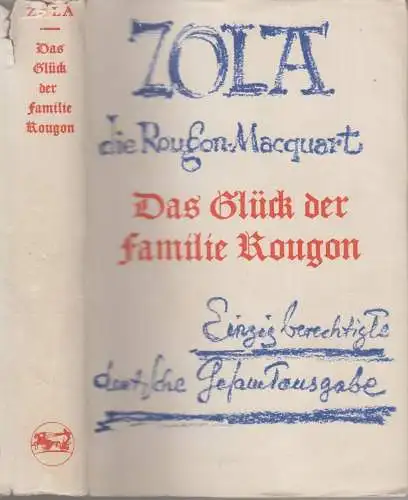 ZOLA
Das
Glück
der
Familie
Rougon
ZOLA
die Rougon-Macquart
Das Glück der
Familie Rougon
Einzig berechtigte
deutsche Gesamtausgabe